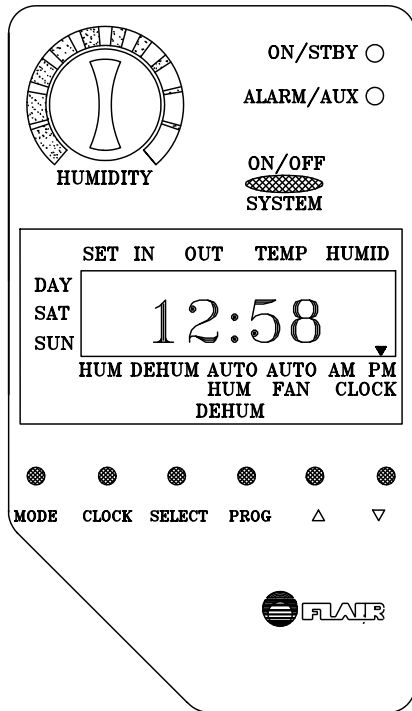 ON/STBY
ALARM/AUX
HUMIDITY
ON/OFF
SYSTEM
SET IN OUT TEMP HUMID
DAY
SAT
SUN
12:58
HUM DEHUM AUTO AUTO AM PM
HUM FAN CLOCK
DEHUM
MODE CLOCK SELECT PROG △ ▽
FLAIR